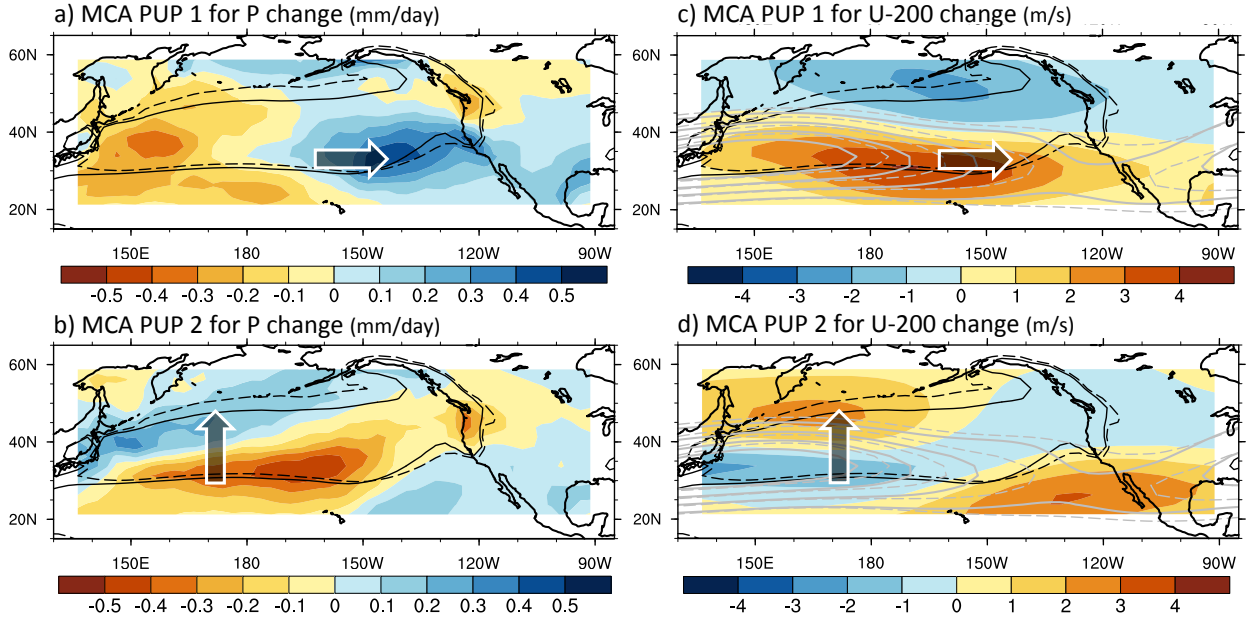 a) MCA PUP 1 for P change (mm/day)
60N
40N
20N
150E 180 150W 120W 90W
-0.5 -0.4 -0.3 -0.2 -0.1 0 0.1 0.2 0.3 0.4 0.5
c) MCA PUP 1 for U-200 change (m/s)
60N
40N
20N
150E 180 150W 120W 90W
-4 -3 -2 -1 0 1 2 3 4
b) MCA PUP 2 for P change (mm/day)
60N
40N
20N
150E 180 150W 120W 90W
-0.5 -0.4 -0.3 -0.2 -0.1 0 0.1 0.2 0.3 0.4 0.5
d) MCA PUP 2 for U-200 change (m/s)
60N
40N
20N
150E 180 150W 120W 90W
-4 -3 -2 -1 0 1 2 3 4